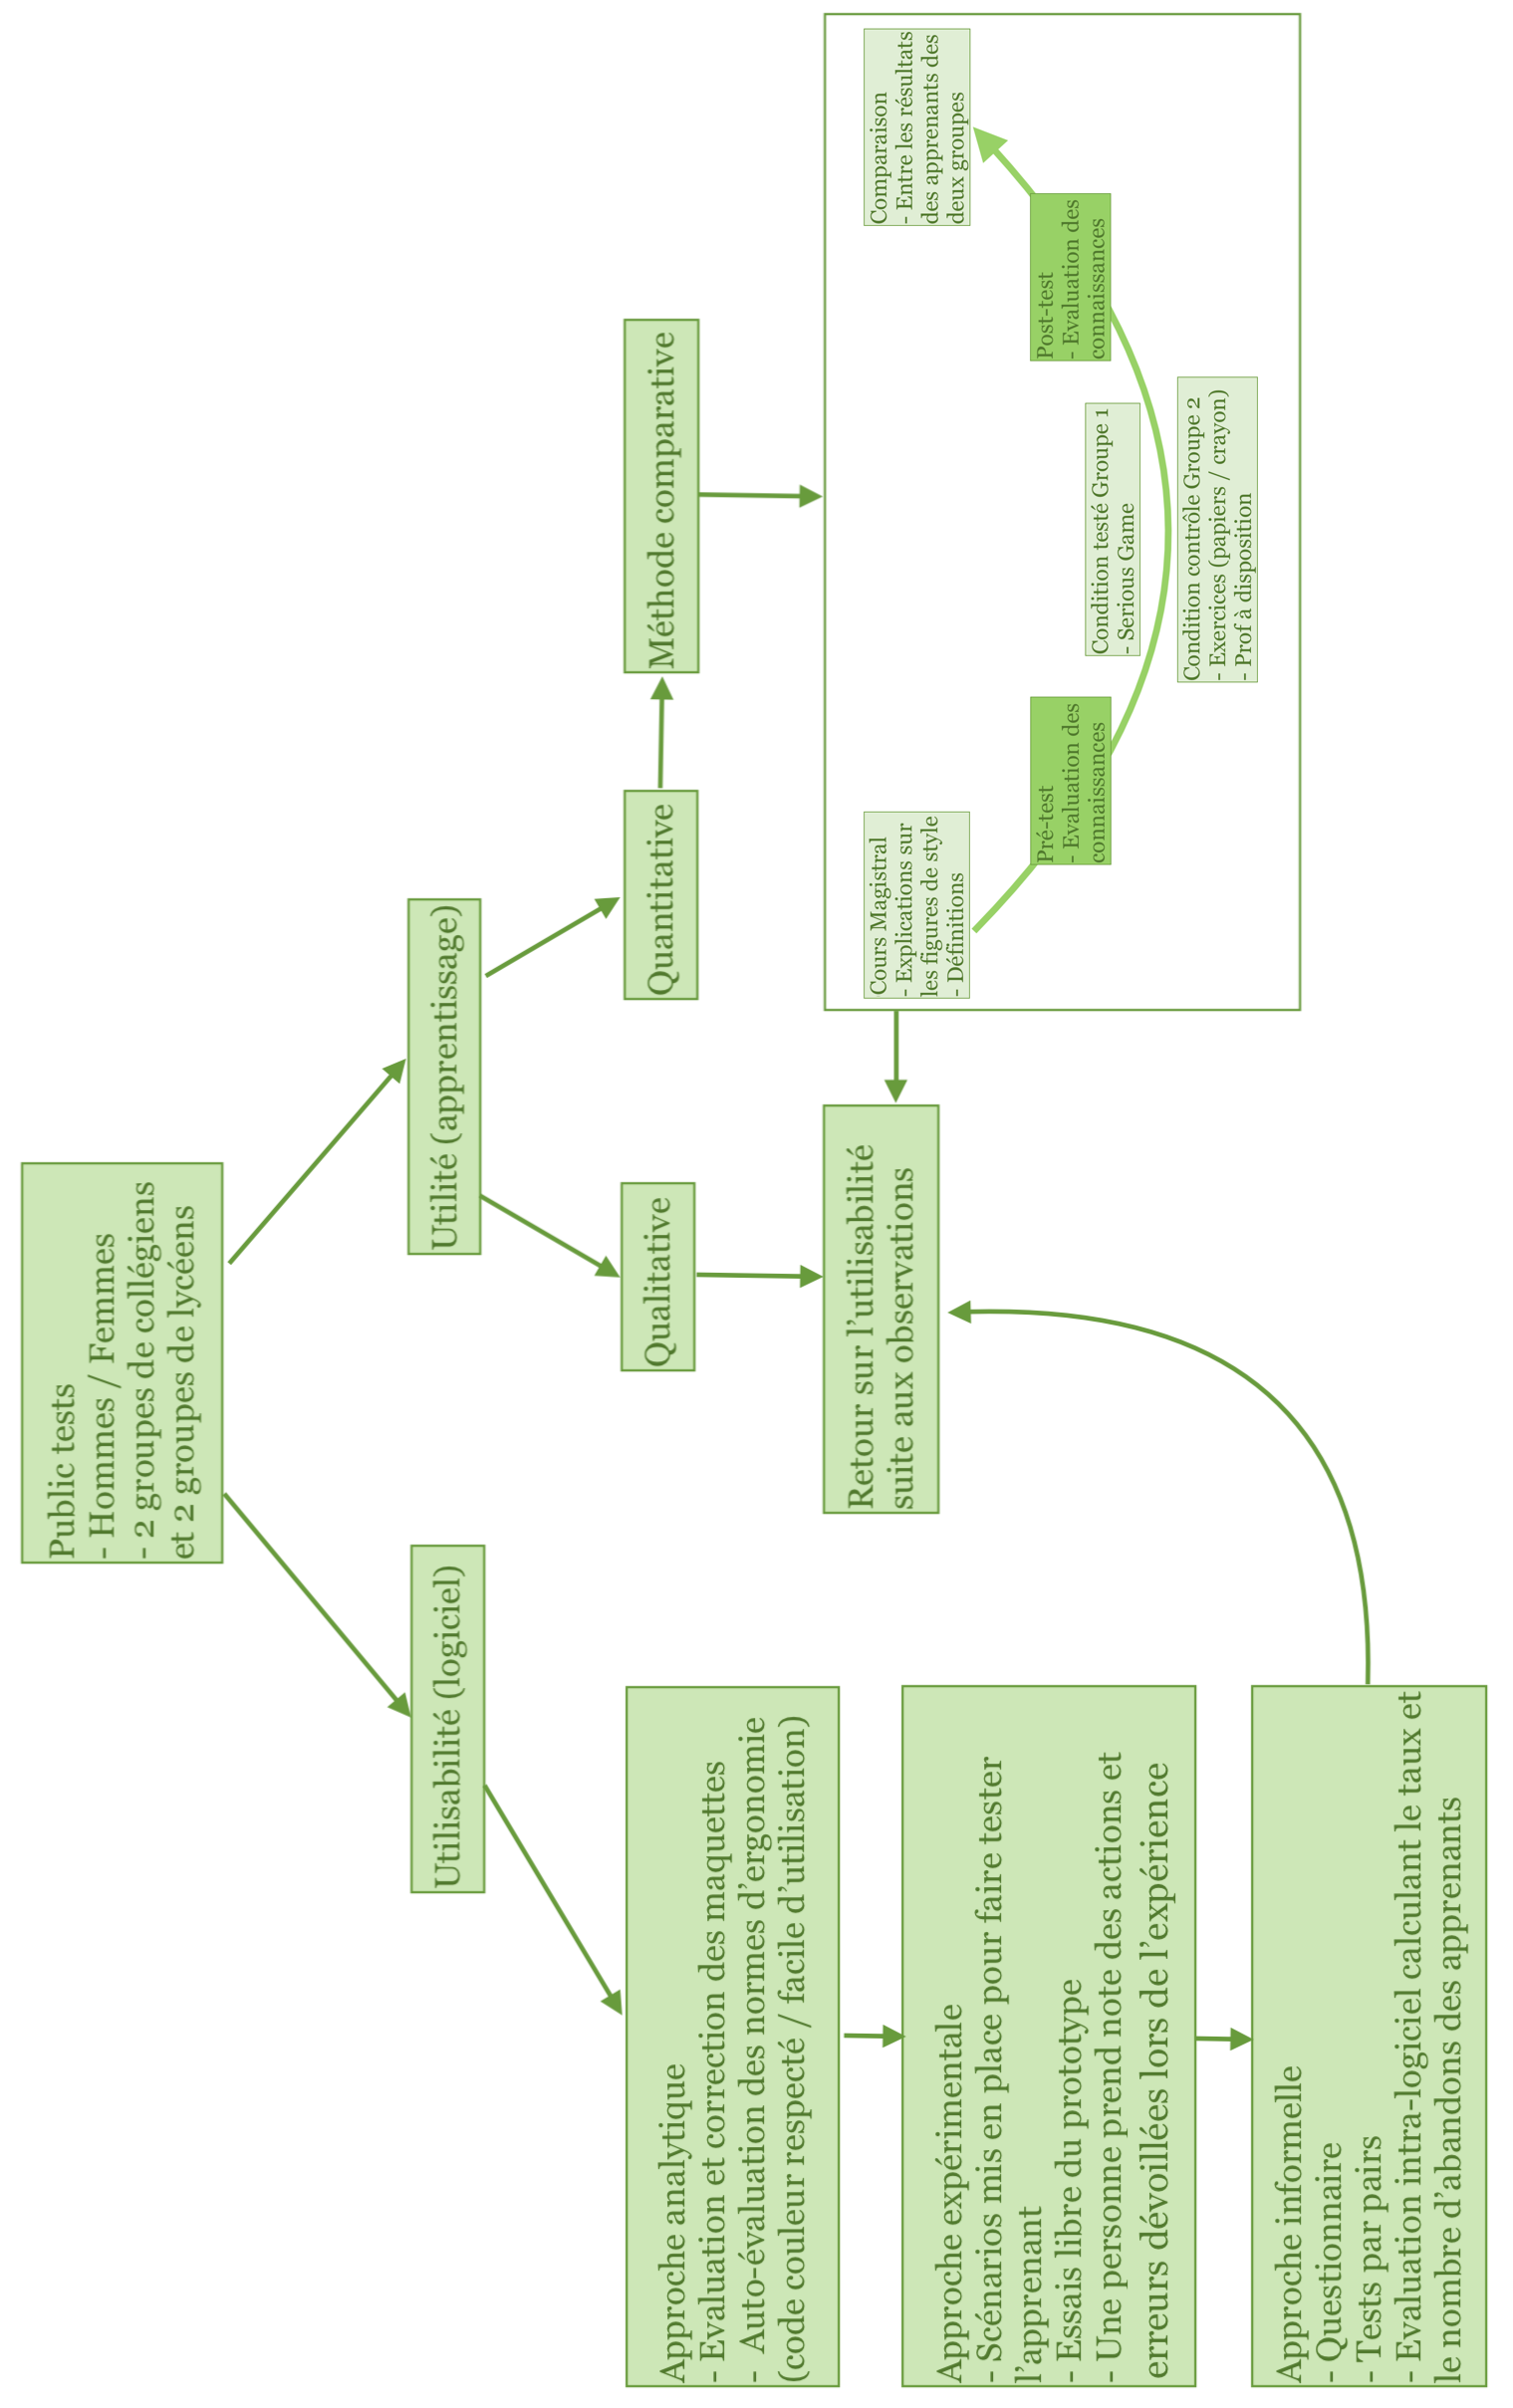 Public tests
- Hommes / Femmes
- 2 groupes de collégiens
et 2 groupes de lycéens
Utilisabilité (logiciel)
Utilité (apprentissage)
Approche analytique
- Evaluation et correction des maquettes
- Auto-évaluation des normes d'ergonomie
(code couleur respecté / facile d'utilisation)
Approche expérimentale
- Scénarios mis en place pour faire tester
l'apprenant
- Essais libre du prototype
- Une personne prend note des actions et
erreurs dévoillées lors de l'expérience
Approche informelle
- Questionnaire
- Tests par pairs
- Evaluation intra-logiciel calculant le taux et
le nombre d'abandons des apprenants
Qualitative
Quantitative
Méthode comparative
Retour sur l'utilisabilité
suite aux observations
Cours Magistral
- Explications sur
les figures de style
- Définitions
Pré-test
- Evaluation des
connaissances
Condition testé Groupe 1
- Serious Game
Condition contrôle Groupe 2
- Exercices (papiers / crayon)
- Prof à disposition
Post-test
- Evaluation des
connaissances
Comparaison
- Entre les résultats
des apprenants des
deux groupes